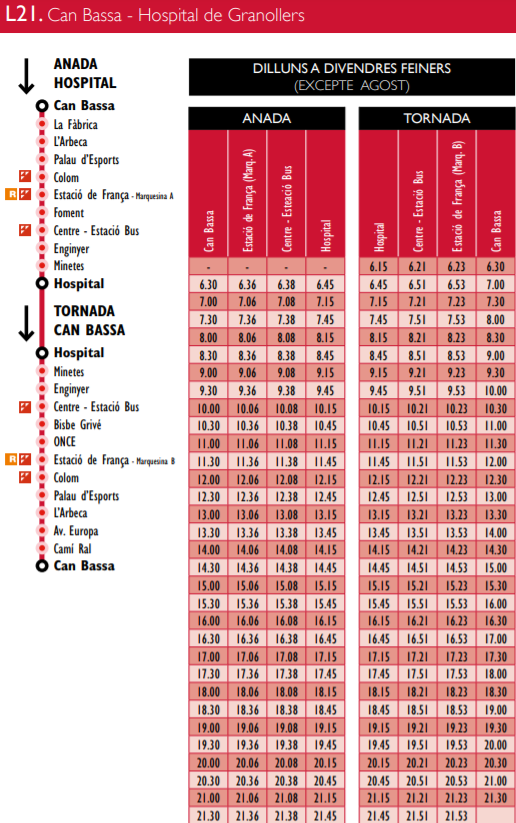 L21. Can Bassa - Hospital de Granollers
ANADA
HOSPITAL
Can Bassa
La Fàbrica
L'Arbeca
Palau d'Esports
Colom
R Estació de França - Marquesina A
Foment
Centre - Estació Bus
Enginyer
Minetes
Hospital
TORNADA
CAN BASSA
Hospital
Minetes
Enginyer
Centre - Estació Bus
Bisbe Grivé
ONCE
R Estació de França - Marquesina B
Colom
Palau d'Esports
L'Arbeca
Av. Europa
Camí Ral
Can Bassa
DILLUNS A DIVENDRES FEINERS
(EXCEPTE AGOST)
ANADA
Can Bassa Estació de França (Marq. A) Centre - Esteació Bus Hospital
- - - -
6.30 6.36 6.38 6.45
7.00 7.06 7.08 7.15
7.30 7.36 7.38 7.45
8.00 8.06 8.08 8.15
8.30 8.36 8.38 8.45
9.00 9.06 9.08 9.15
9.30 9.36 9.38 9.45
10.00 10.06 10.08 10.15
10.30 10.36 10.38 10.45
11.00 11.06 11.08 11.15
11.30 11.36 11.38 11.45
12.00 12.06 12.08 12.15
12.30 12.36 12.38 12.45
13.00 13.06 13.08 13.15
13.30 13.36 13.38 13.45
14.00 14.06 14.08 14.15
14.30 14.36 14.38 14.45
15.00 15.06 15.08 15.15
15.30 15.36 15.38 15.45
16.00 16.06 16.08 16.15
16.30 16.36 16.38 16.45
17.00 17.06 17.08 17.15
17.30 17.36 17.38 17.45
18.00 18.06 18.08 18.15
18.30 18.36 18.38 18.45
19.00 19.06 19.08 19.15
19.30 19.36 19.38 19.45
20.00 20.06 20.08 20.15
20.30 20.36 20.38 20.45
21.00 21.06 21.08 21.15
21.30 21.36 21.38 21.45
TORNADA
Hospital Centre - Estació Bus Estació de França (Marq. B) Can Bassa
6.15 6.21 6.23 6.30
6.45 6.51 6.53 7.00
7.15 7.21 7.23 7.30
7.45 7.51 7.53 8.00
8.15 8.21 8.23 8.30
8.45 8.51 8.53 9.00
9.15 9.21 9.23 9.30
9.45 9.51 9.53 10.00
10.15 10.21 10.23 10.30
10.45 10.51 10.53 11.00
11.15 11.21 11.23 11.30
11.45 11.51 11.53 12.00
12.15 12.21 12.23 12.30
12.45 12.51 12.53 13.00
13.15 13.21 13.23 13.30
13.45 13.51 13.53 14.00
14.15 14.21 14.23 14.30
14.45 14.51 14.53 15.00
15.15 15.21 15.23 15.30
15.45 15.51 15.53 16.00
16.15 16.21 16.23 16.30
16.45 16.51 16.53 17.00
17.15 17.21 17.23 17.30
17.45 17.51 17.53 18.00
18.15 18.21 18.23 18.30
18.45 18.51 18.53 19.00
19.15 19.21 19.23 19.30
19.45 19.51 19.53 20.00
20.15 20.21 20.23 20.30
20.45 20.51 20.53 21.00
21.15 21.21 21.23 21.30
21.45 21.51 21.53